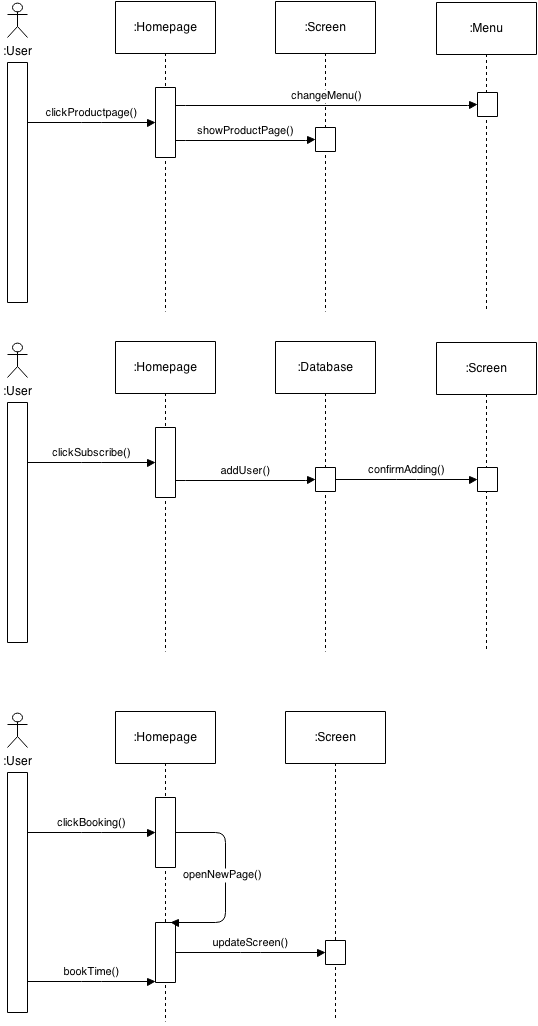 :Homepage
:Screen
:Menu
:User
changeMenu()
clickProductpage()
showProductPage()
:Homepage
:Database
:Screen
:User
clickSubscribe()
addUser()
confirmAdding()
:Homepage
:Screen
:User
clickBooking()
openNewPage()
updateScreen()
bookTime()